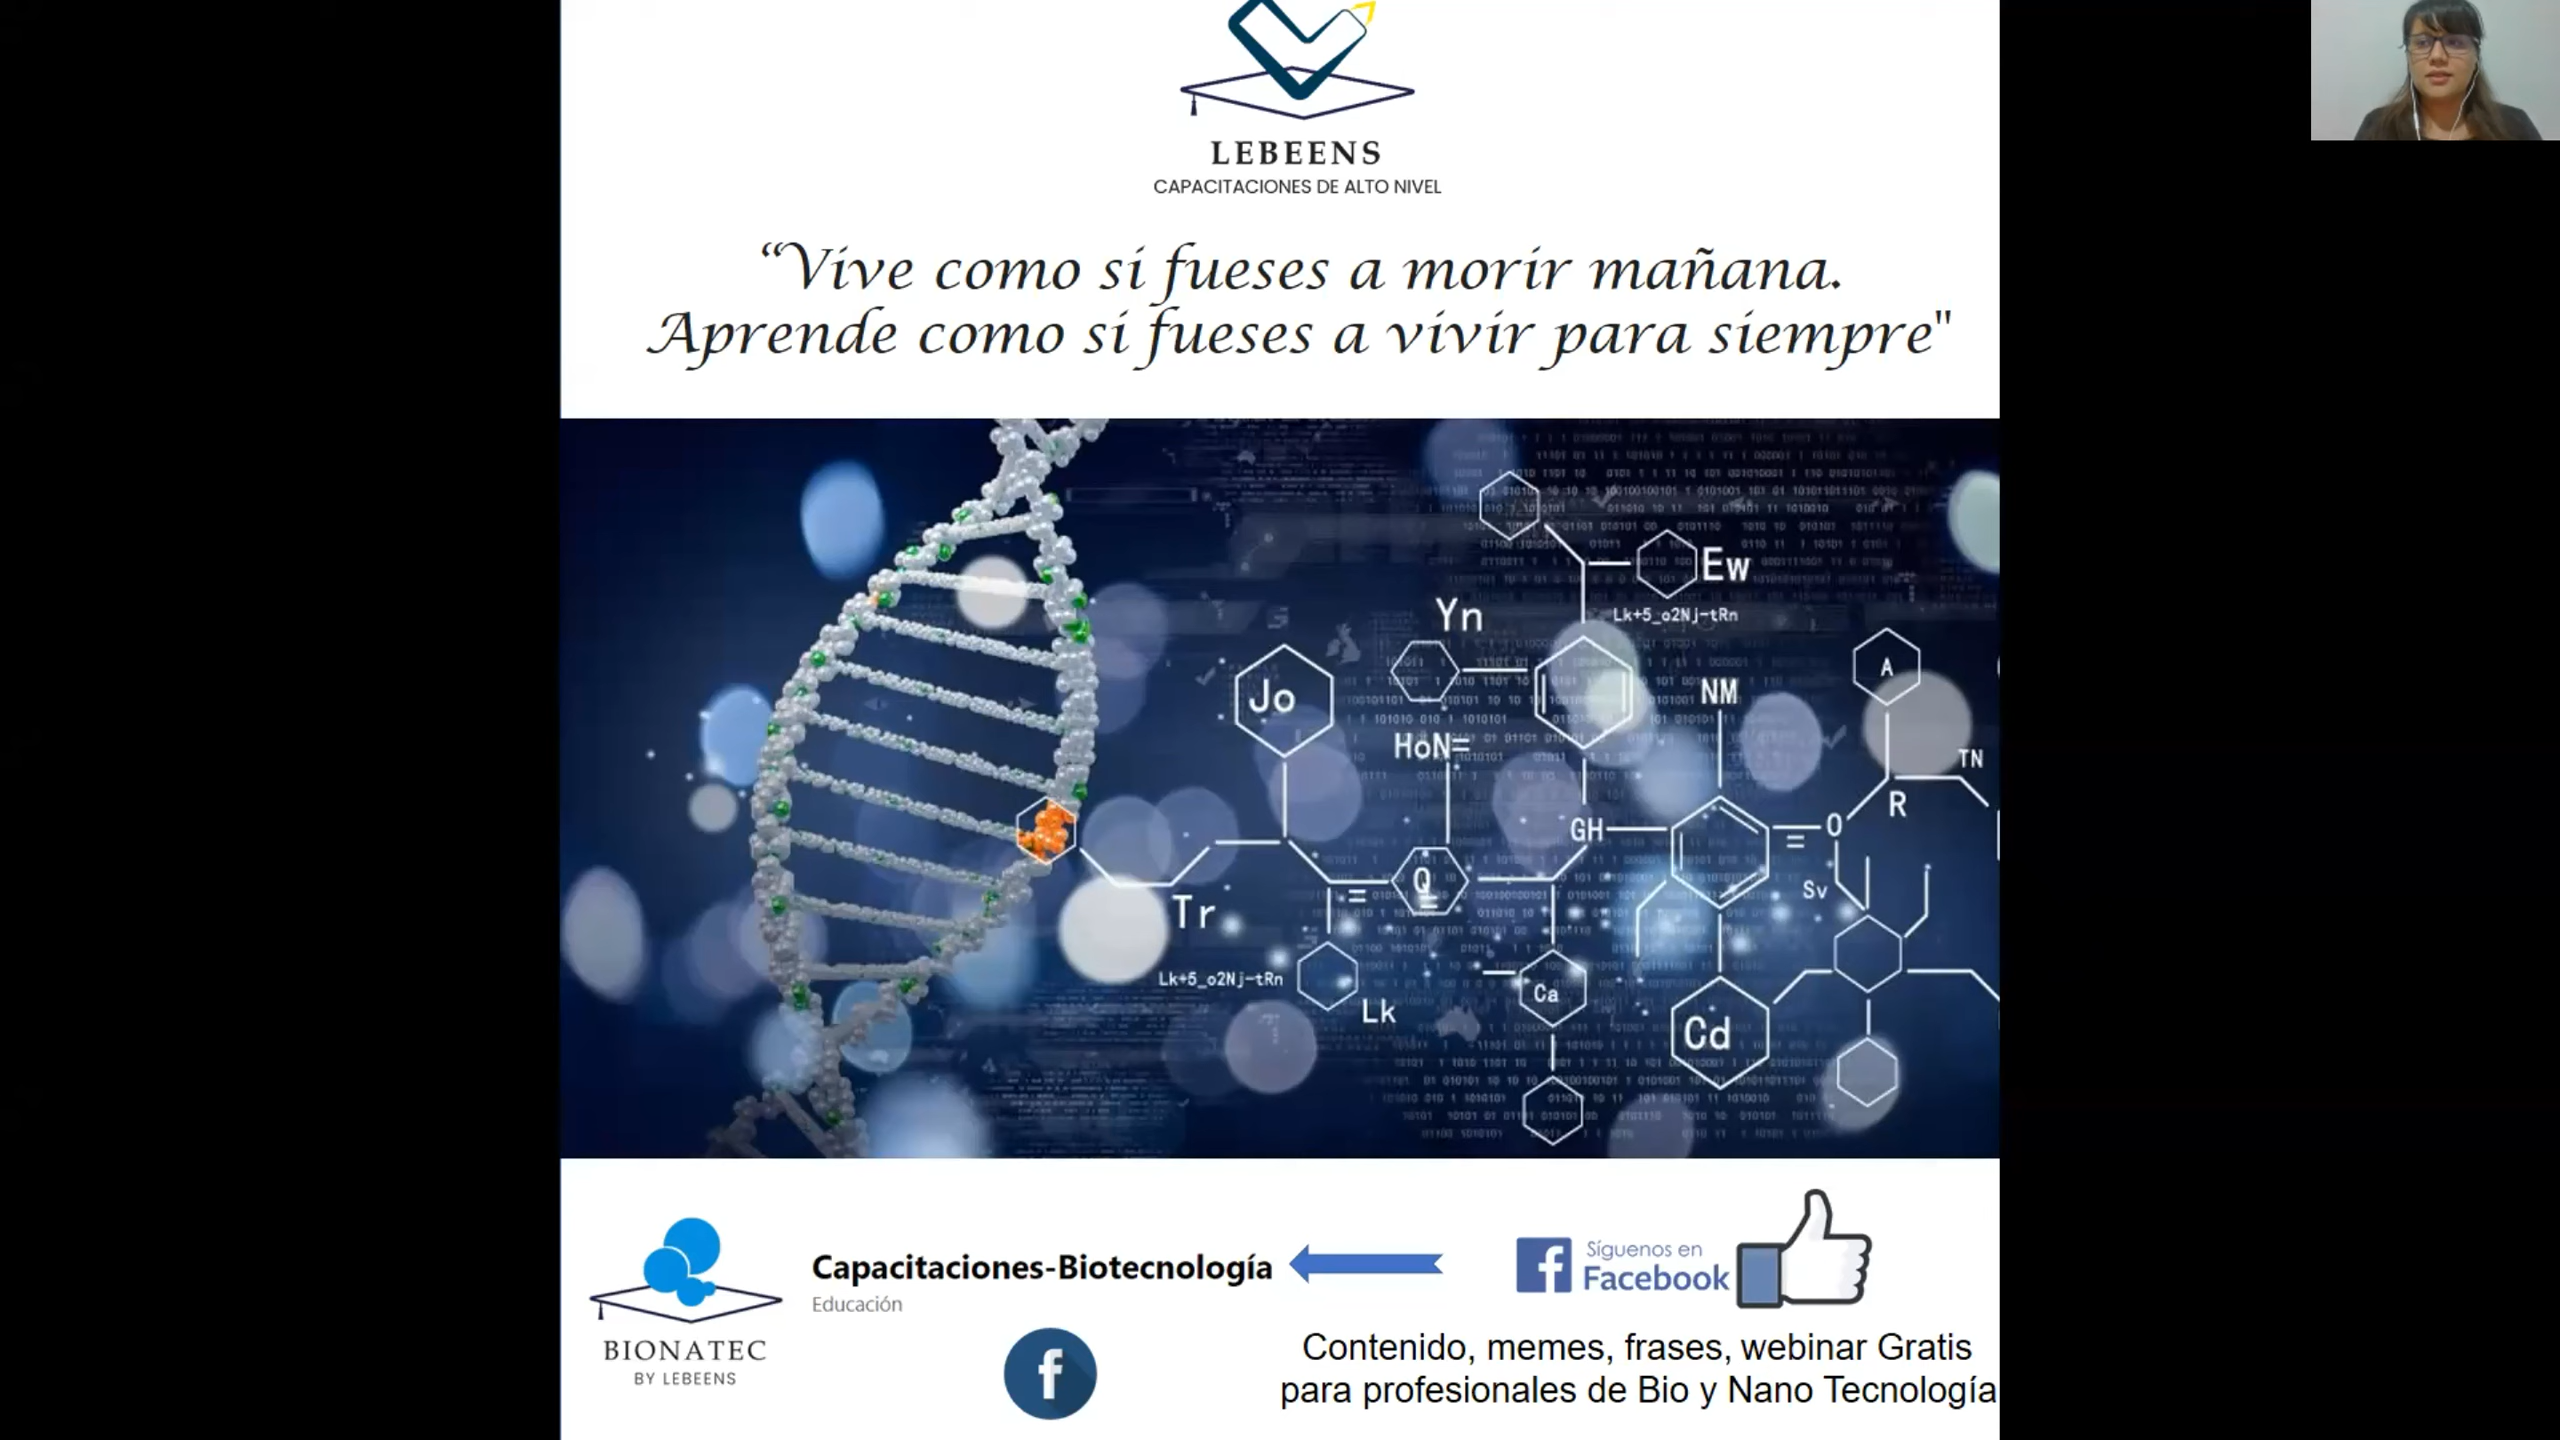 LEBEENS
CAPACITACIONES DE ALTO NIVEL
“Vive como si fueses a morir mañana.
Aprende como si fueses a vivir para siempre"
Ew
Lk+5_o2Nj-tRn
Yn
Jo
NM
A
HoN=
TN
R
GH
O
=
=
Q
Sv
Tr
Lk+5_o2Nj-tRn
Lk
Ca
Cd
Capacitaciones-Biotecnología
Educación
Síguenos en
Facebook
BIONATEC
BY LEBEENS
f
Contenido, memes, frases, webinar Gratis
para profesionales de Bio y Nano Tecnología